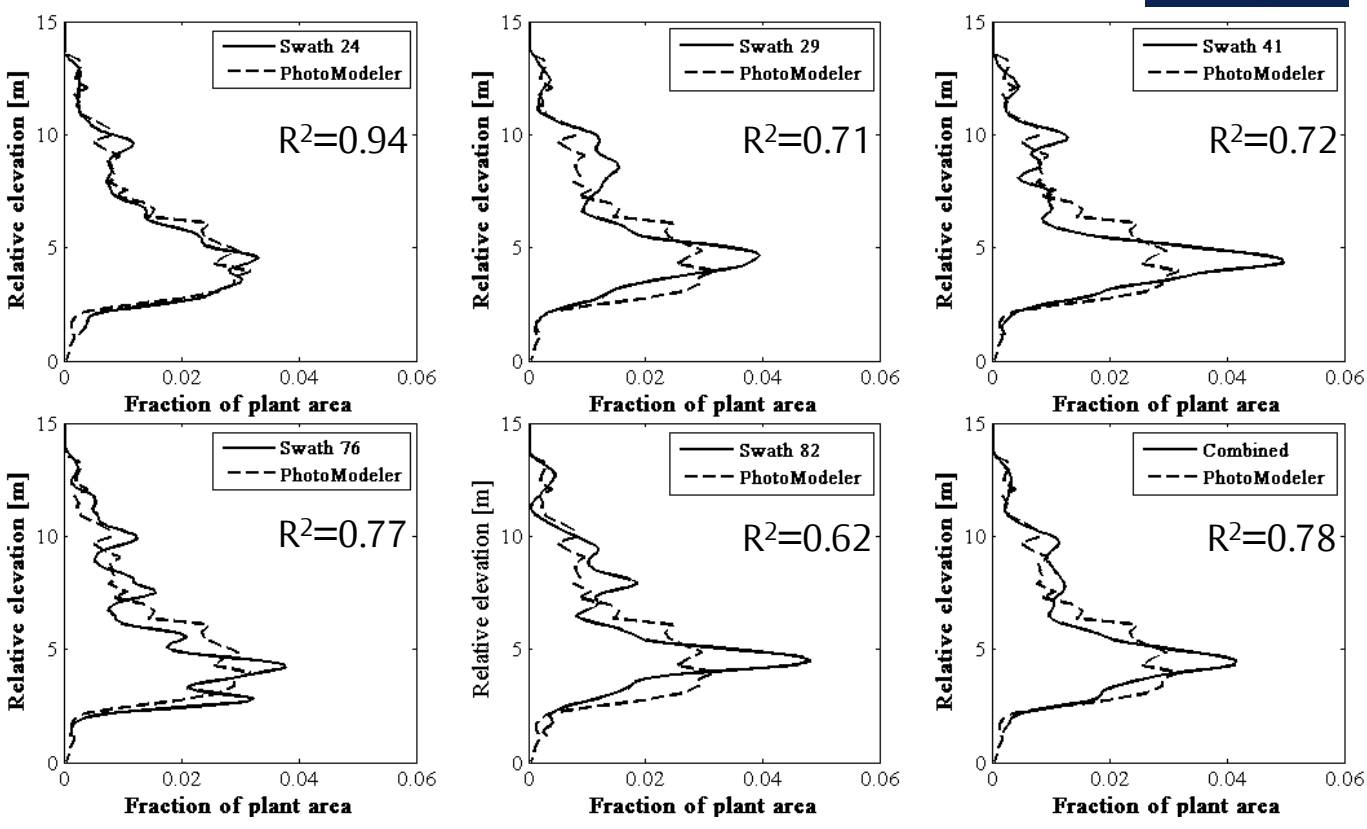 15
10
5
0
Relative elevation [m]
Swath 24
PhotoModeler
R²=0.94
0 0.02 0.04 0.06
Fraction of plant area
15
10
5
0
Relative elevation [m]
Swath 29
PhotoModeler
R²=0.71
0 0.02 0.04 0.06
Fraction of plant area
15
10
5
0
Relative elevation [m]
Swath 41
PhotoModeler
R²=0.72
0 0.02 0.04 0.06
Fraction of plant area
15
10
5
0
Relative elevation [m]
Swath 76
PhotoModeler
R²=0.77
0 0.02 0.04 0.06
Fraction of plant area
15
10
5
0
Relative elevation [m]
Swath 82
PhotoModeler
R²=0.62
0 0.02 0.04 0.06
Fraction of plant area
15
10
5
0
Relative elevation [m]
Combined
PhotoModeler
R²=0.78
0 0.02 0.04 0.06
Fraction of plant area